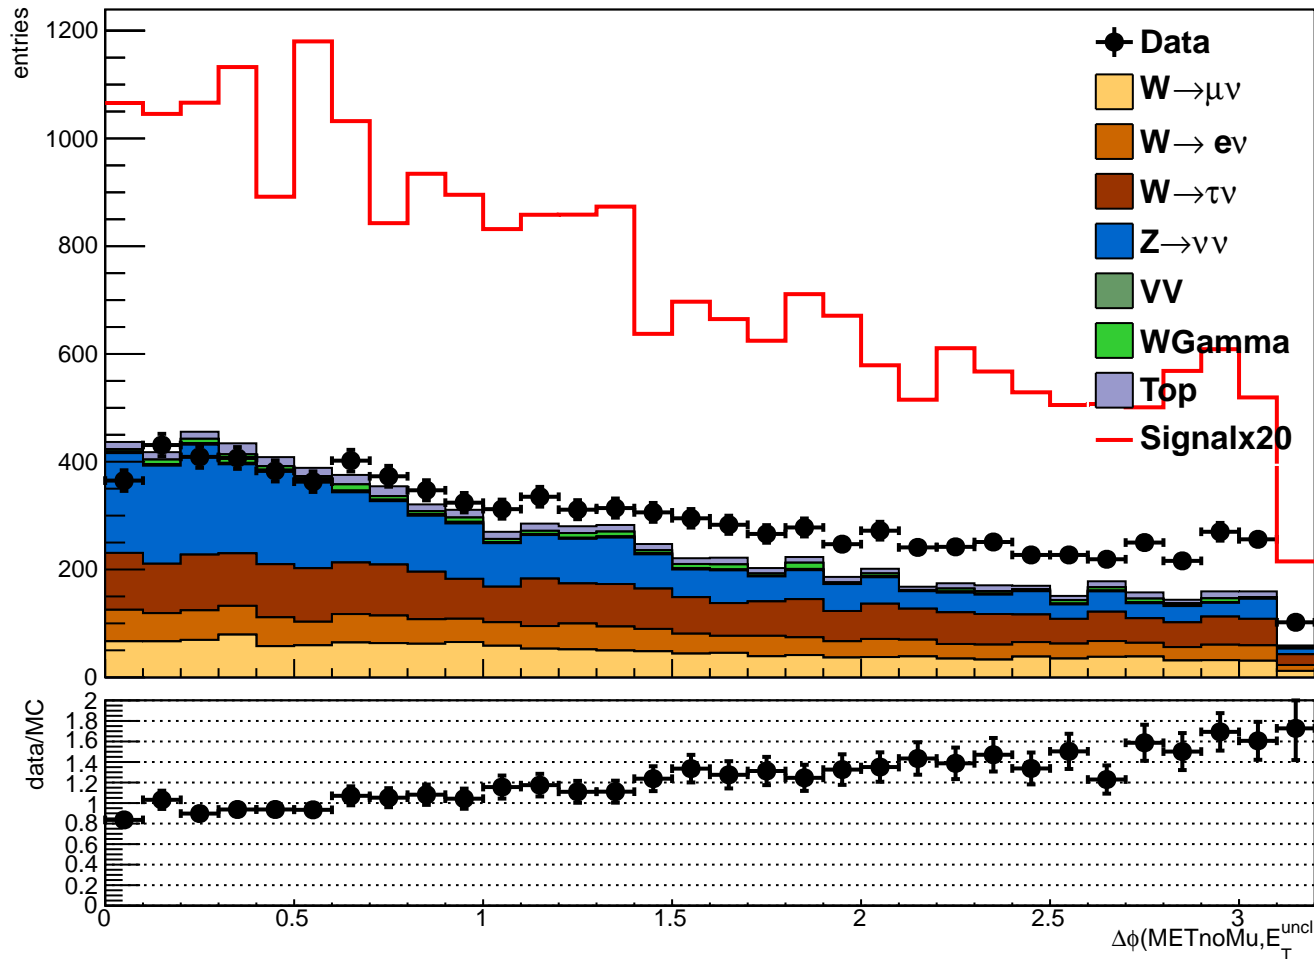 entries
1200
1000
800
600
400
200
0
Data
W→μν
W→ eν
W→τν
Z→νν
VV
WGamma
Top
Signalx20
data/MC
2
1.8
1.6
1.4
1.2
1
0.8
0.6
0.4
0.2
0
0 0.5 1 1.5 2 2.5 3
Δϕ(METnoMu,E_T^uncl